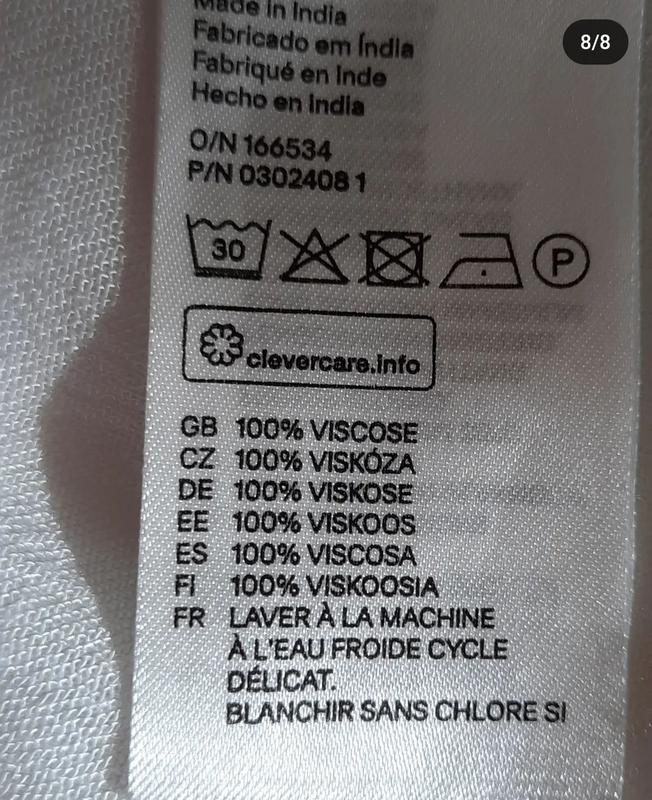 8/8
Made in India
Fabricado em Índia
Fabriqué en Inde
Hecho en India
O/N 166534
P/N 0302408 1
30
P
clevercare.info
GB 100% VISCOSE
CZ 100% VISKÓZA
DE 100% VISKOSE
EE 100% VISKOOS
ES 100% VISCOSA
FI 100% VISKOOSIA
FR LAVER À LA MACHINE
À L'EAU FROIDE CYCLE
DÉLICAT.
BLANCHIR SANS CHLORE SI